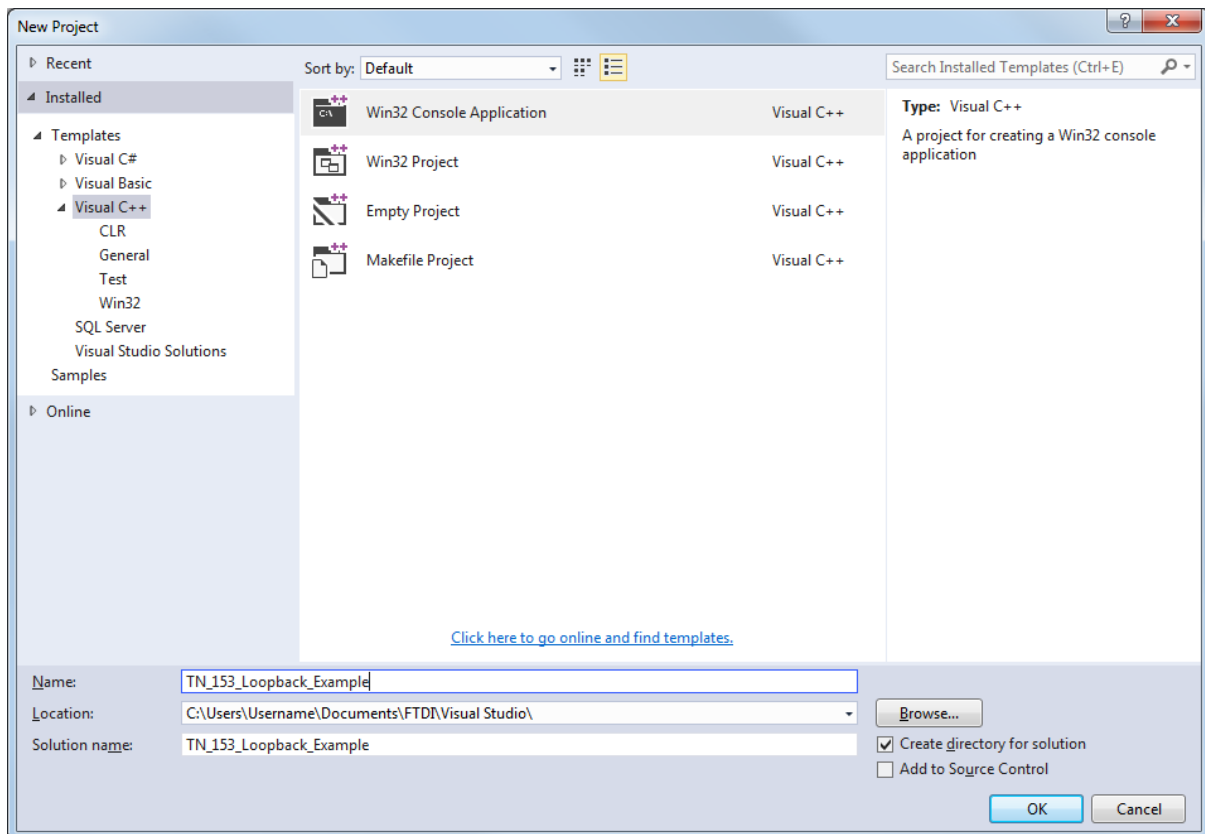 New Project
Recent
Installed
Templates
Visual C#
Visual Basic
Visual C++
CLR
General
Test
Win32
SQL Server
Visual Studio Solutions
Samples
Online
Sort by: Default
Search Installed Templates (Ctrl+E)
Win32 Console Application Visual C++
Win32 Project Visual C++
Empty Project Visual C++
Makefile Project Visual C++
Click here to go online and find templates.
Type: Visual C++
A project for creating a Win32 console
application
Name: TN_153_Loopback_Example
Location: C:\Users\Username\Documents\FTDI\Visual Studio\
Browse...
Solution name: TN_153_Loopback_Example
Create directory for solution
Add to Source Control
OK Cancel